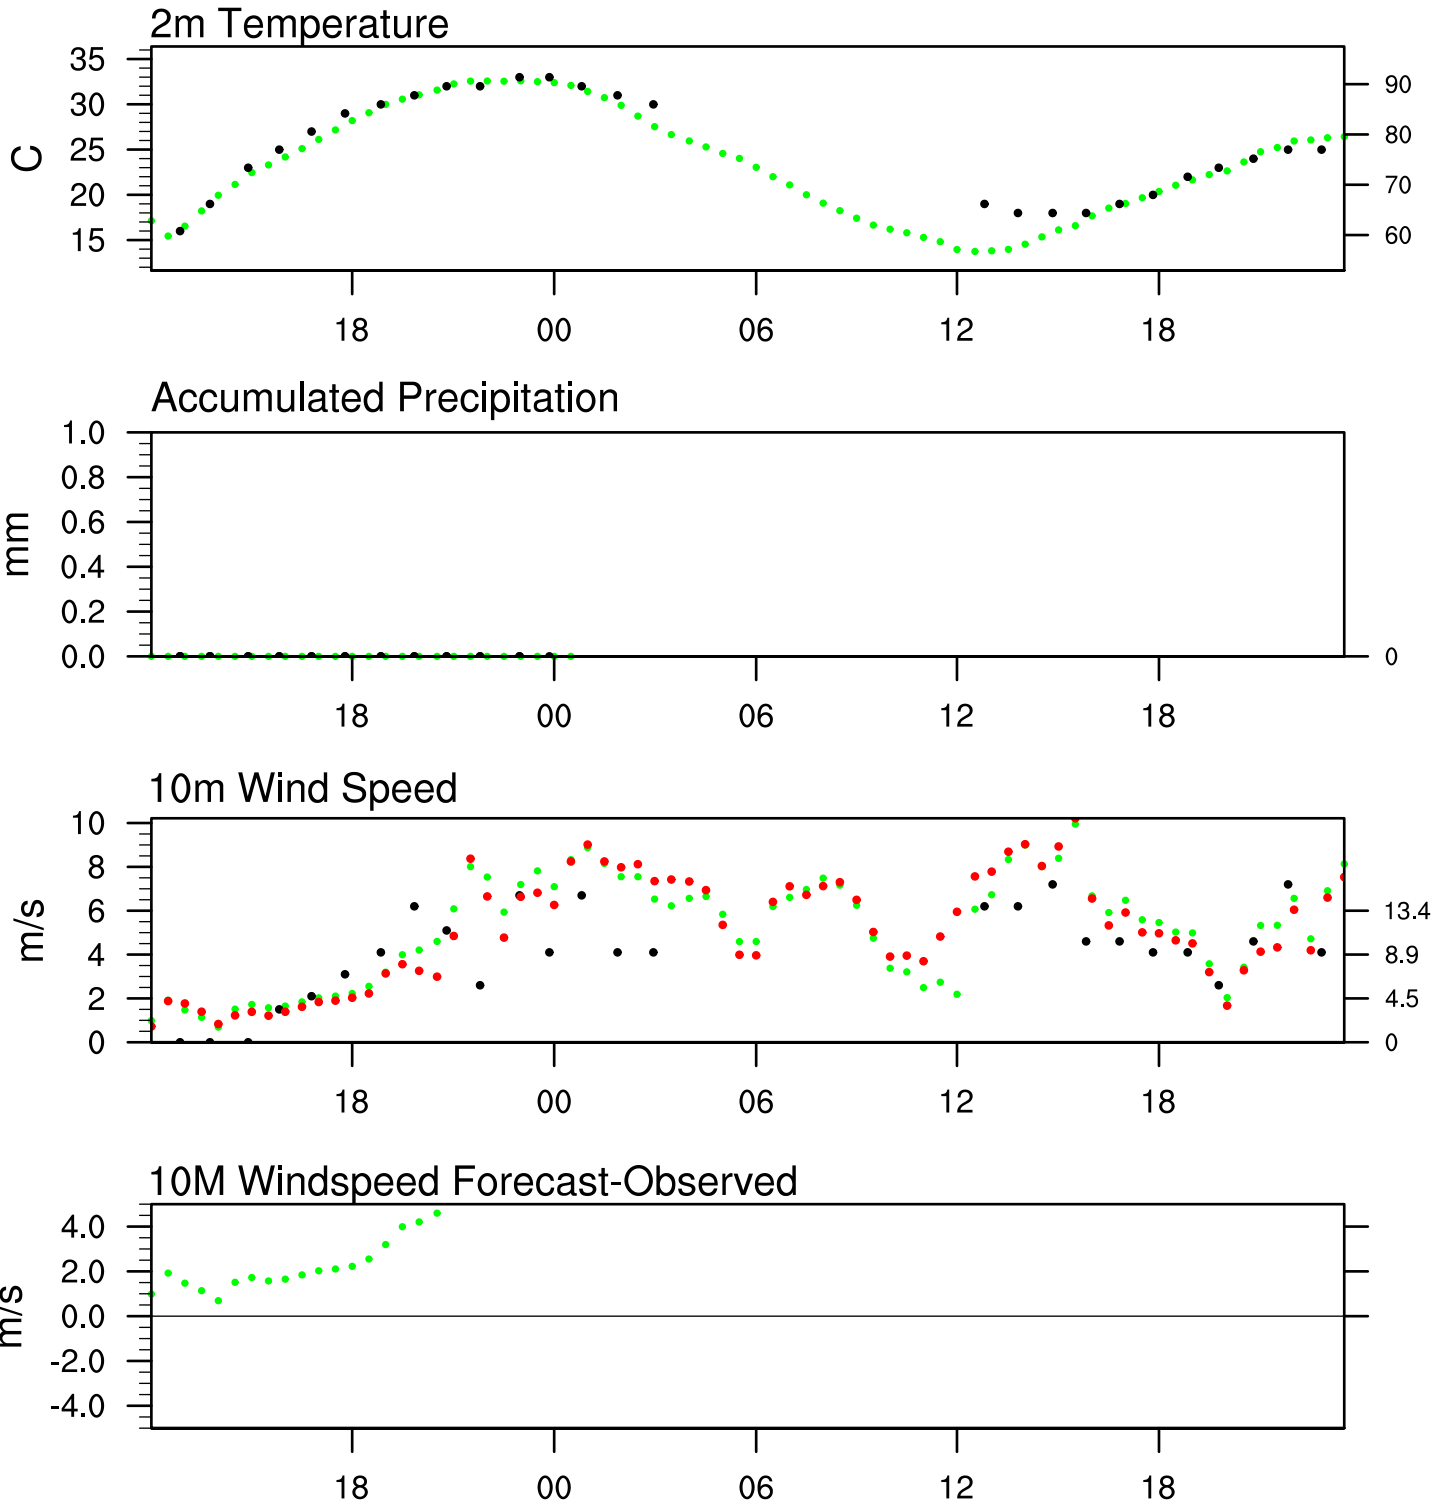 2m Temperature
35
30
25
20
15
C
90
80
70
60
18 00 06 12 18
Accumulated Precipitation
1.0
0.8
0.6
0.4
0.2
0.0
mm
0
18 00 06 12 18
10m Wind Speed
10
8
6
4
2
0
m/s
13.4
8.9
4.5
0
18 00 06 12 18
10M Windspeed Forecast-Observed
4.0
2.0
0.0
-2.0
-4.0
m/s
18 00 06 12 18